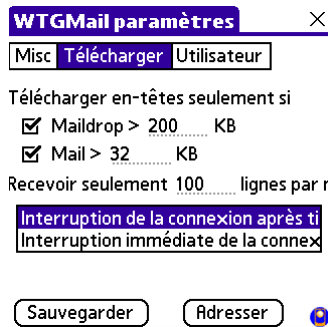 WTGMail paramètres
Misc Télécharger Utilisateur
Télécharger en-têtes seulement si
Maildrop > 200 KB
Mail > 32 KB
Recevoir seulement 100 lignes par
Interruption de la connexion après
Interruption immédiate de la
Sauvegarder Adresser